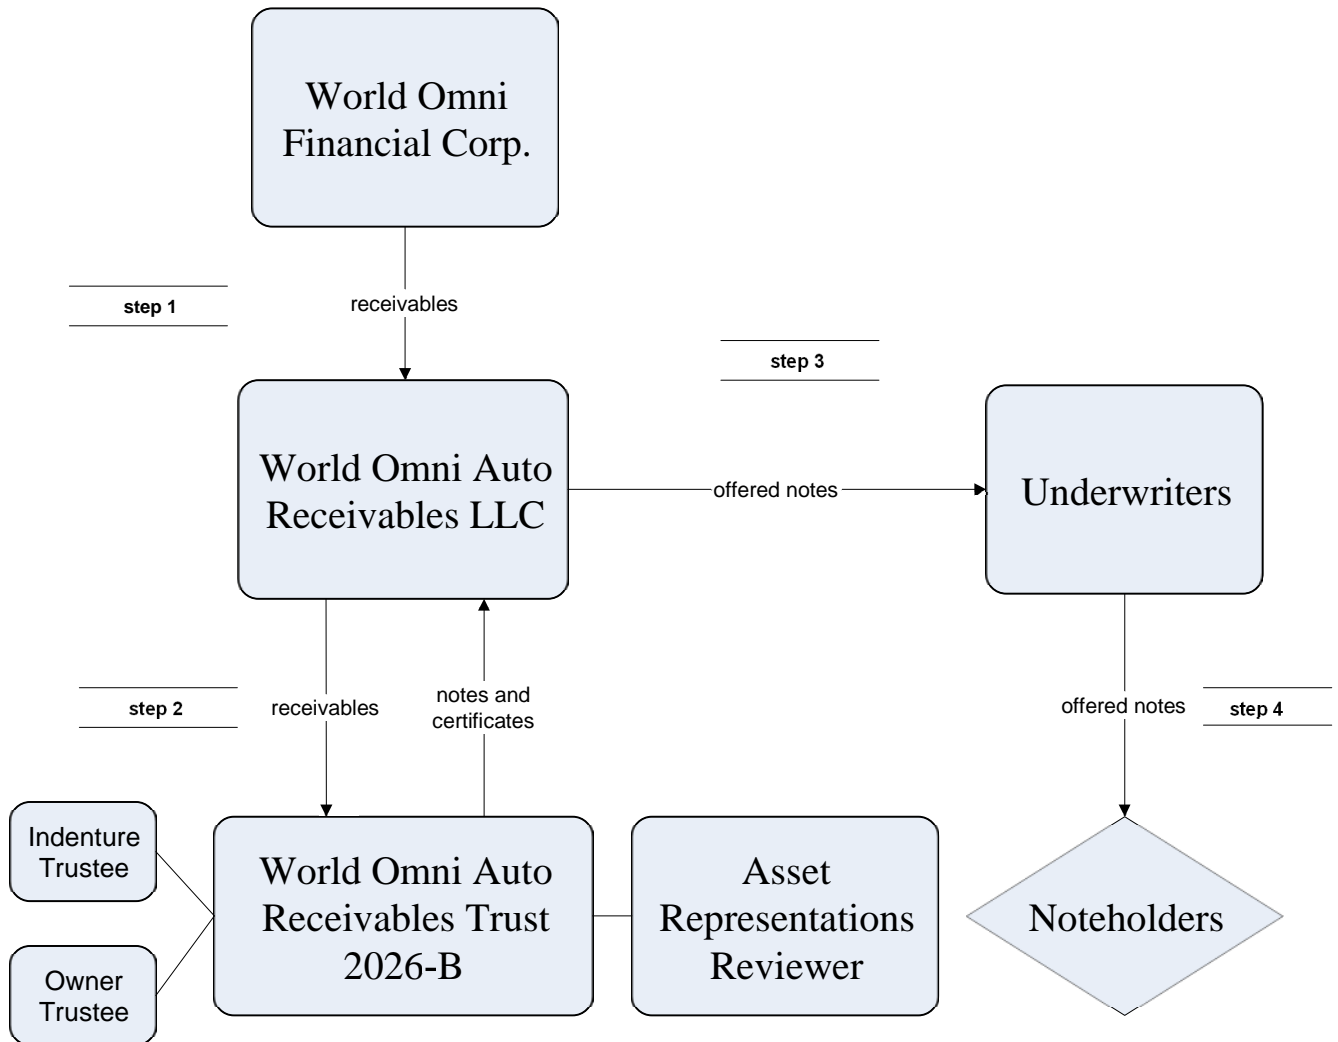 World Omni
Financial Corp.
step 1
receivables
step 3
World Omni Auto
Receivables LLC
offered notes
Underwriters
step 2
receivables
notes and
certificates
offered notes
step 4
Indenture
Trustee
Owner
Trustee
World Omni Auto
Receivables Trust
2026-B
Asset
Representations
Reviewer
Noteholders